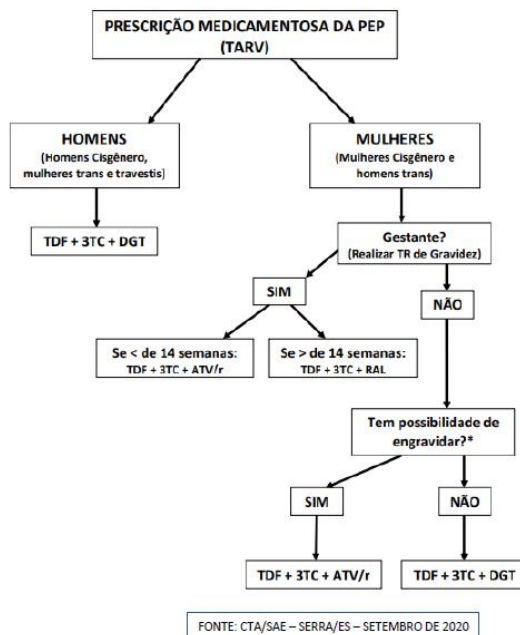 PRESCRIÇÃO MEDICAMENTOSA DA PEP
(TARV)
HOMENS
(Homens Cisgênero,
mulheres trans e travestis)
TDF + 3TC + DGT
MULHERES
(Mulheres Cisgênero e
homens trans)
Gestante?
(Realizar TR de Gravidez)
SIM
NÃO
Se < de 14 semanas:
TDF + 3TC + ATV/r
Se > de 14 semanas:
TDF + 3TC + RAL
Tem possibilidade de
engravidar?*
SIM
NÃO
TDF + 3TC + ATV/r
TDF + 3TC + DGT
FONTE: CTA/SAE – SERRA/ES – SETEMBRO DE 2020